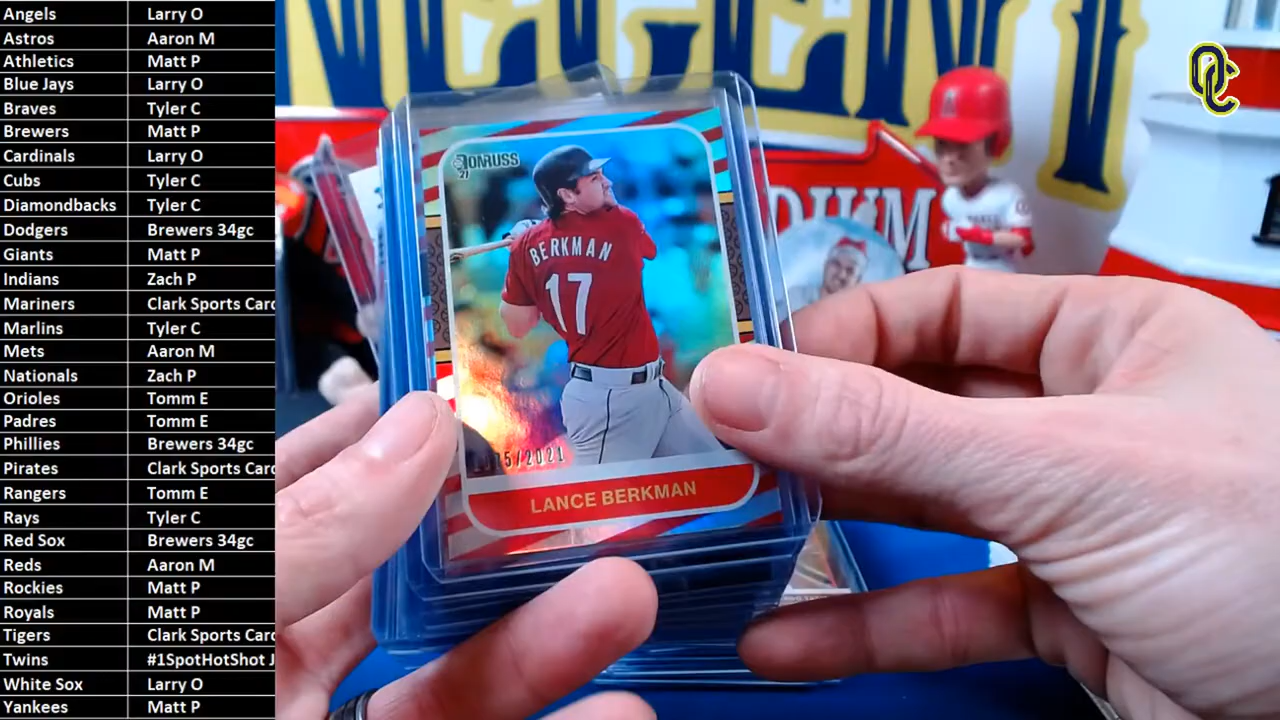 Angels Larry O
Astros Aaron M
Athletics Matt P
Blue Jays Larry O
Braves Tyler C
Brewers Matt P
Cardinals Larry O
Cubs Tyler C
Diamondbacks Tyler C
Dodgers Brewers 34gc
Giants Matt P
Indians Zach P
Mariners Clark Sports Card
Marlins Tyler C
Mets Aaron M
Nationals Zach P
Orioles Tomm E
Padres Tomm E
Phillies Brewers 34gc
Pirates Clark Sports Card
Rangers Tomm E
Rays Tyler C
Red Sox Brewers 34gc
Reds Aaron M
Rockies Matt P
Royals Matt P
Tigers Clark Sports Card
Twins #1SpotHotShot J
White Sox Larry O
Yankees Matt P
OC
DONRUSS
21
BERKMAN
17
/2021
LANCE BERKMAN
DIUM
A